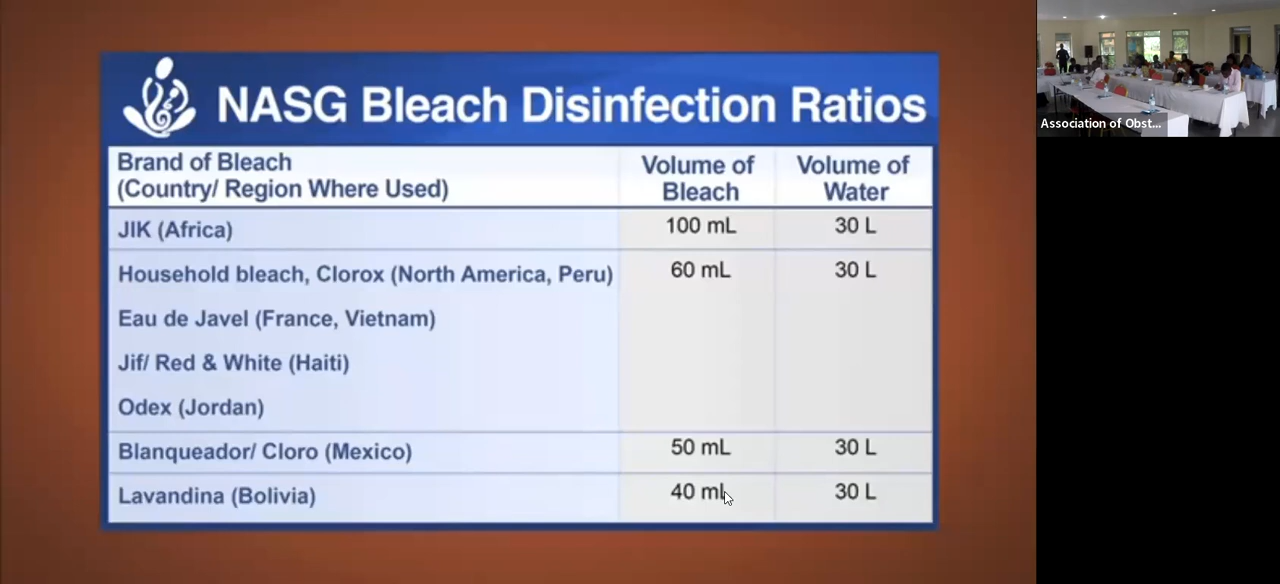 NASG Bleach Disinfection Ratios
Brand of Bleach
(Country/ Region Where Used)
Volume of
Bleach
Volume of
Water
JIK (Africa) 100 mL 30 L
Household bleach, Clorox (North America, Peru) 60 mL 30 L
Eau de Javel (France, Vietnam)
Jif/ Red & White (Haiti)
Odex (Jordan)
Blanqueador/ Cloro (Mexico) 50 mL 30 L
Lavandina (Bolivia) 40 mL 30 L
Association of Obst...